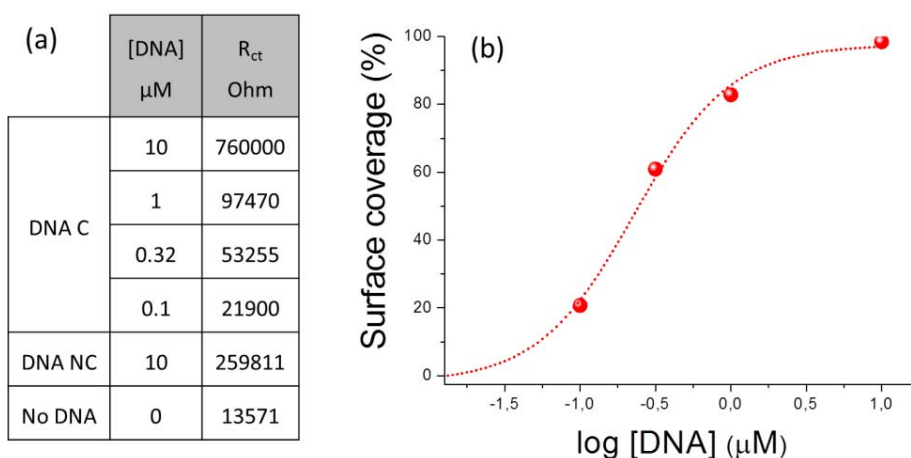 (a)
[DNA] R_ct
µM Ohm
10 760000
1 97470
DNA C
0.32 53255
0.1 21900
DNA NC 10 259811
No DNA 0 13571
(b)
Surface coverage (%)
100
80
60
40
20
0
-1,5 -1,0 -0,5 0,0 0,5 1,0
log [DNA] (µM)